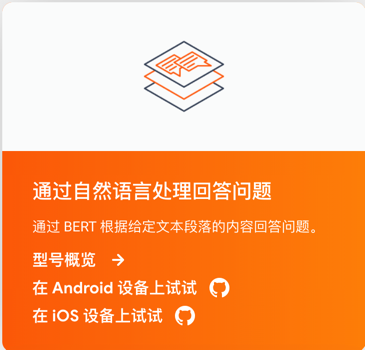 通过自然语言处理回答问题
通过 BERT 根据给定文本段落的内容回答问题。
型号概览 →
在 Android 设备上试试
在 iOS 设备上试试